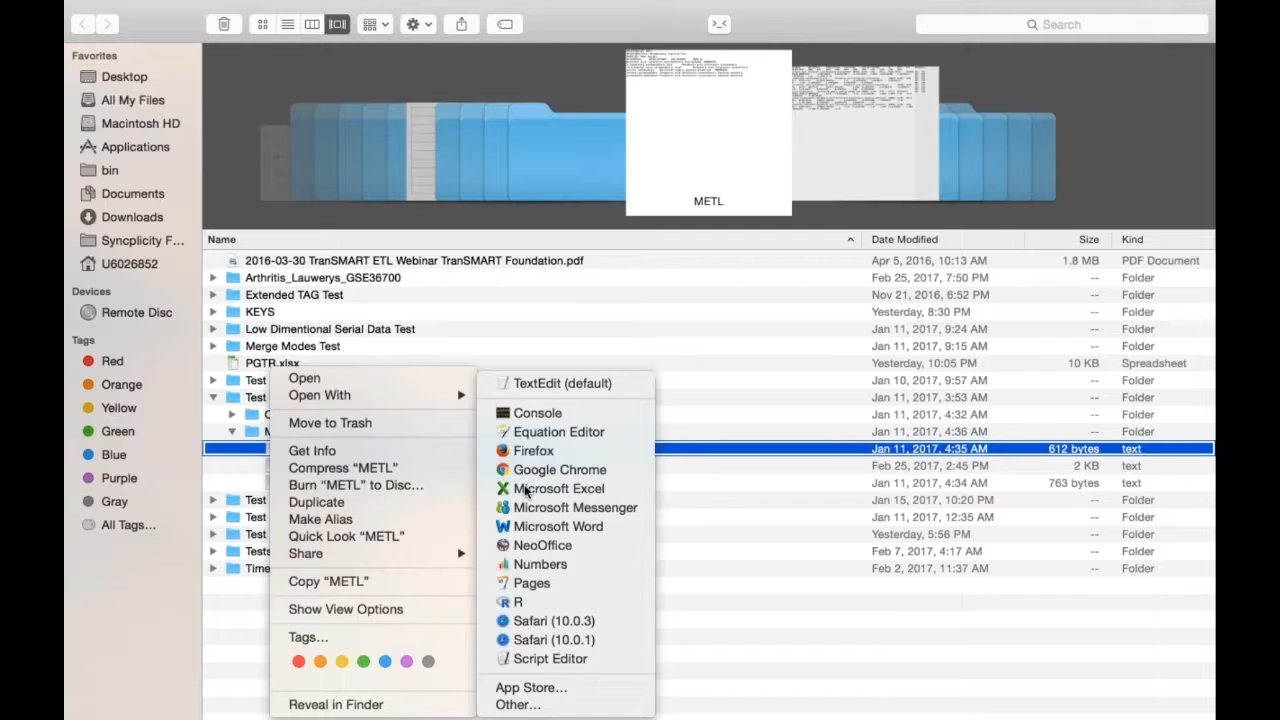 Search
METL
Favorites
Desktop
All My Files
Macintosh HD
Applications
bin
Documents
Downloads
Syncplicity F...
U6026852
Devices
Remote Disc
Tags
Red
Orange
Yellow
Green
Blue
Purple
Gray
All Tags...
Name Date Modified Size Kind
2016-03-30 TranSMART ETL Webinar TranSMART Foundation.pdf Apr 5, 2016, 10:13 AM 1.8 MB PDF Document
Arthritis_Lauwerys_GSE36700 Feb 25, 2017, 7:50 PM -- Folder
Extended TAG Test Nov 21, 2016, 6:52 PM -- Folder
KEYS Yesterday, 8:30 PM -- Folder
Low Dimentional Serial Data Test Jan 11, 2017, 9:24 AM -- Folder
Merge Modes Test Jan 11, 2017, 9:15 AM -- Folder
PGTR.xlsx Yesterday, 10:05 PM 10 KB Spreadsheet
Test Jan 10, 2017, 9:57 AM -- Folder
Test Jan 11, 2017, 3:53 AM -- Folder
Jan 11, 2017, 4:32 AM -- Folder
Jan 11, 2017, 4:36 AM -- Folder
Jan 11, 2017, 4:35 AM 612 bytes text
Feb 25, 2017, 2:45 PM 2 KB text
Jan 11, 2017, 4:34 AM 763 bytes text
Test Jan 15, 2017, 10:20 PM -- Folder
Test Jan 11, 2017, 12:35 AM -- Folder
Test Yesterday, 5:56 PM -- Folder
Tests Feb 7, 2017, 4:17 AM -- Folder
Time Feb 2, 2017, 11:37 AM -- Folder
Open
Open With
Move to Trash
Get Info
Compress “METL”
Burn “METL” to Disc...
Duplicate
Make Alias
Quick Look “METL”
Share
Copy “METL”
Show View Options
Tags...
Reveal in Finder
TextEdit (default)
Console
Equation Editor
Firefox
Google Chrome
Microsoft Excel
Microsoft Messenger
Microsoft Word
NeoOffice
Numbers
Pages
R
Safari (10.0.3)
Safari (10.0.1)
Script Editor
App Store...
Other...